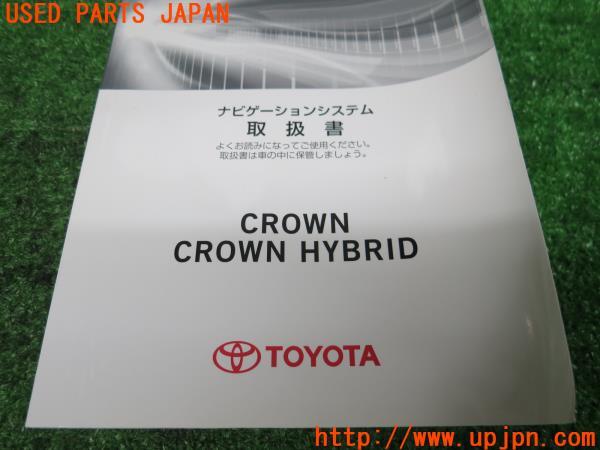 USED PARTS JAPAN
ナビゲーションシステム
取扱書
よくお読みになってご使用ください。
取扱書は車の中に保管しましょう。
CROWN
CROWN HYBRID
TOYOTA
http://www.upjpn.com